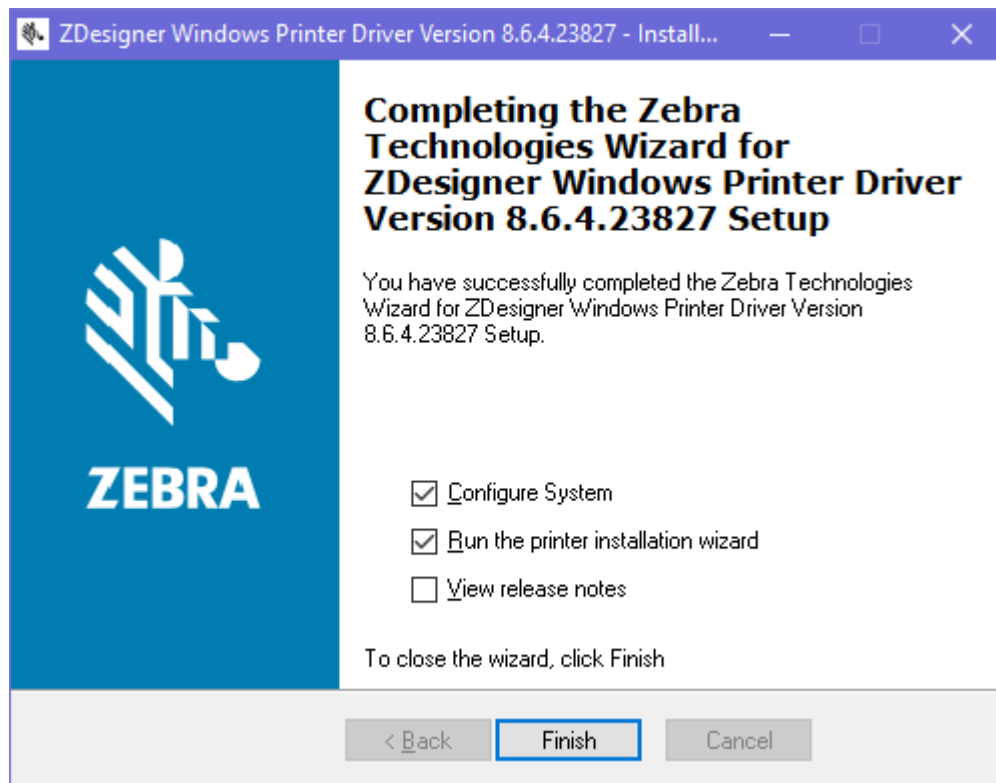 ZDesigner Windows Printer Driver Version 8.6.4.23827 - Install...
Completing the Zebra
Technologies Wizard for
ZDesigner Windows Printer Driver
Version 8.6.4.23827 Setup
You have successfully completed the Zebra Technologies
Wizard for ZDesigner Windows Printer Driver Version
8.6.4.23827 Setup.
ZEBRA
Configure System
Run the printer installation wizard
View release notes
To close the wizard, click Finish
< Back
Finish
Cancel